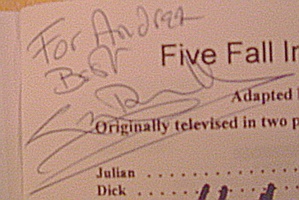 For Andrea
Best
Five Fall In
Adapted
Originally televised in two p
Julian . . . . . . . . . . . . . .
Dick . . . . . . . . . . . . . .